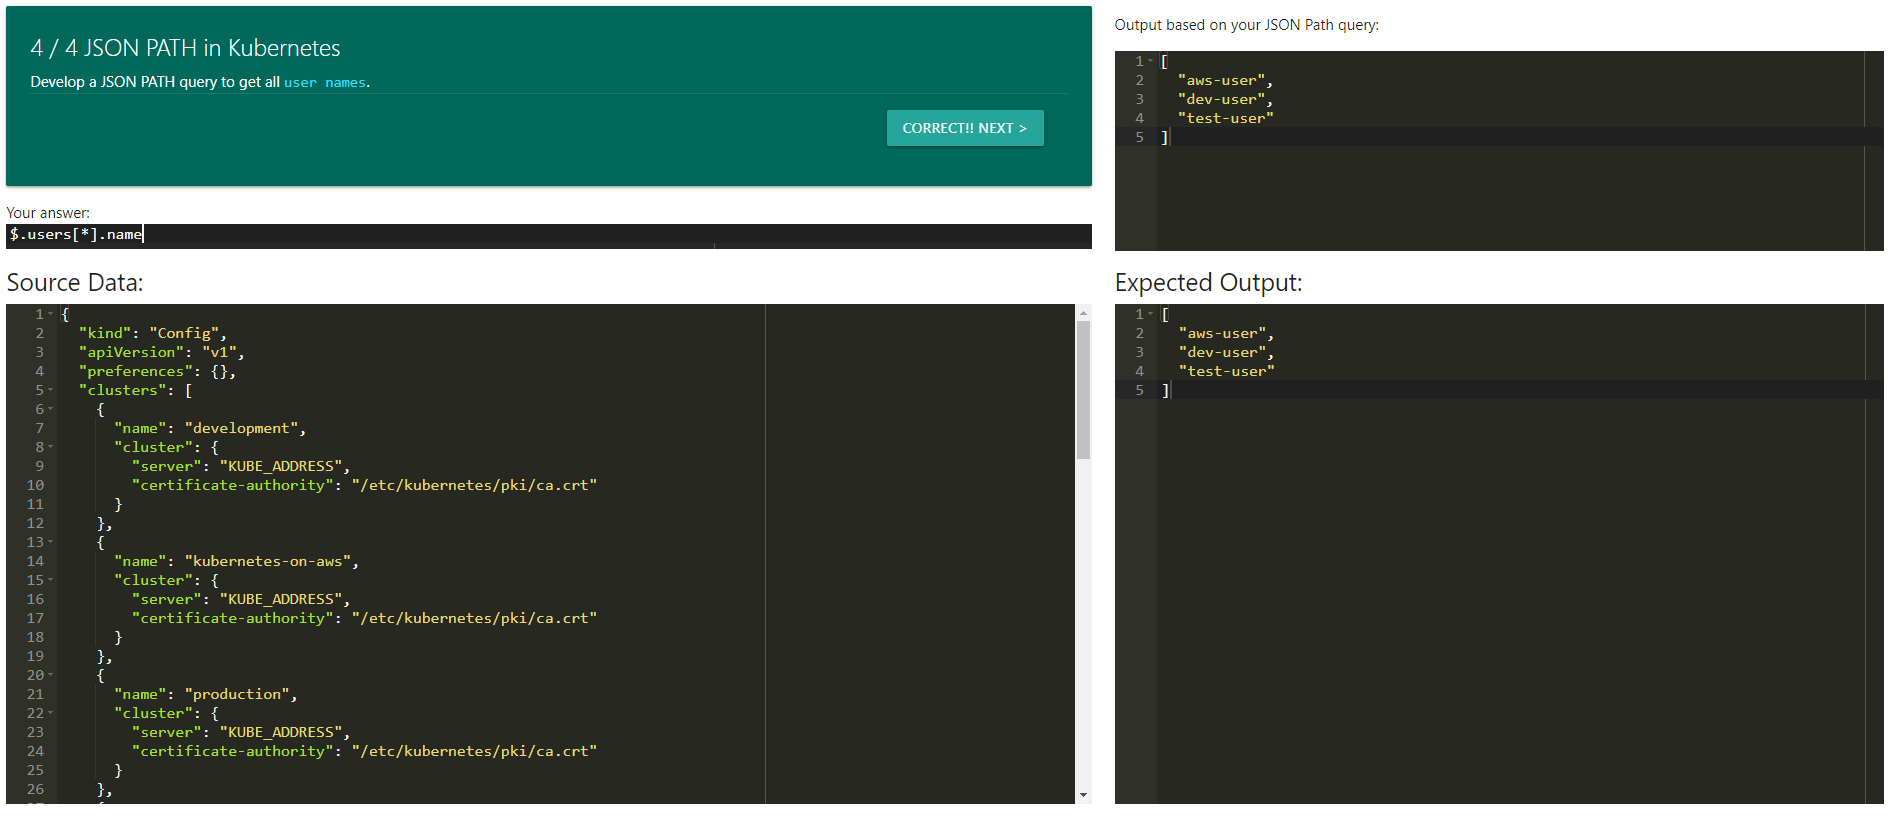 4 / 4 JSON PATH in Kubernetes
Develop a JSON PATH query to get all user names.
CORRECT!! NEXT >
Your answer:
$.users[*].name
Source Data:
1 {
2 "kind": "Config",
3 "apiVersion": "v1",
4 "preferences": {},
5 "clusters": [
6 {
7 "name": "development",
8 "cluster": {
9 "server": "KUBE_ADDRESS",
10 "certificate-authority": "/etc/kubernetes/pki/ca.crt"
11 }
12 },
13 {
14 "name": "kubernetes-on-aws",
15 "cluster": {
16 "server": "KUBE_ADDRESS",
17 "certificate-authority": "/etc/kubernetes/pki/ca.crt"
18 }
19 },
20 {
21 "name": "production",
22 "cluster": {
23 "server": "KUBE_ADDRESS",
24 "certificate-authority": "/etc/kubernetes/pki/ca.crt"
25 }
26 },
Output based on your JSON Path query:
1 [
2 "aws-user",
3 "dev-user",
4 "test-user"
5 ]
Expected Output:
1 [
2 "aws-user",
3 "dev-user",
4 "test-user"
5 ]